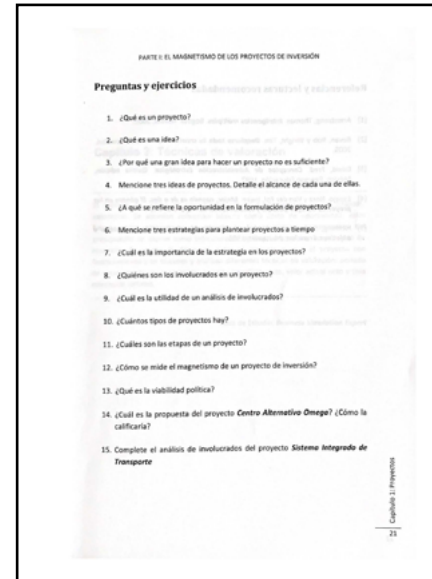 PARTE I: EL MAGNETISMO DE LOS PROYECTOS DE INVERSIÓN
Preguntas y ejercicios
1. ¿Qué es un proyecto?
2. ¿Qué es una idea?
3. ¿Por qué una gran idea para hacer un proyecto no es suficiente?
4. Mencione tres ideas de proyectos. Detalle el alcance de cada una de ellas.
5. ¿A qué se refiere la oportunidad en la formulación de proyectos?
6. Mencione tres estrategias para plantear proyectos a tiempo
7. ¿Cuál es la importancia de la estrategia en los proyectos?
8. ¿Quiénes son los involucrados en un proyecto?
9. ¿Cuál es la utilidad de un análisis de involucrados?
10. ¿Cuántos tipos de proyectos hay?
11. ¿Cuáles son las etapas de un proyecto?
12. ¿Cómo se mide el magnetismo de un proyecto de inversión?
13. ¿Qué es la viabilidad política?
14. ¿Cuál es la propuesta del proyecto Centro Alternativo Omega? ¿Cómo la
calificaría?
15. Complete el análisis de involucrados del proyecto Sistema Integrado de
Transporte
Capítulo 1: Proyectos
21